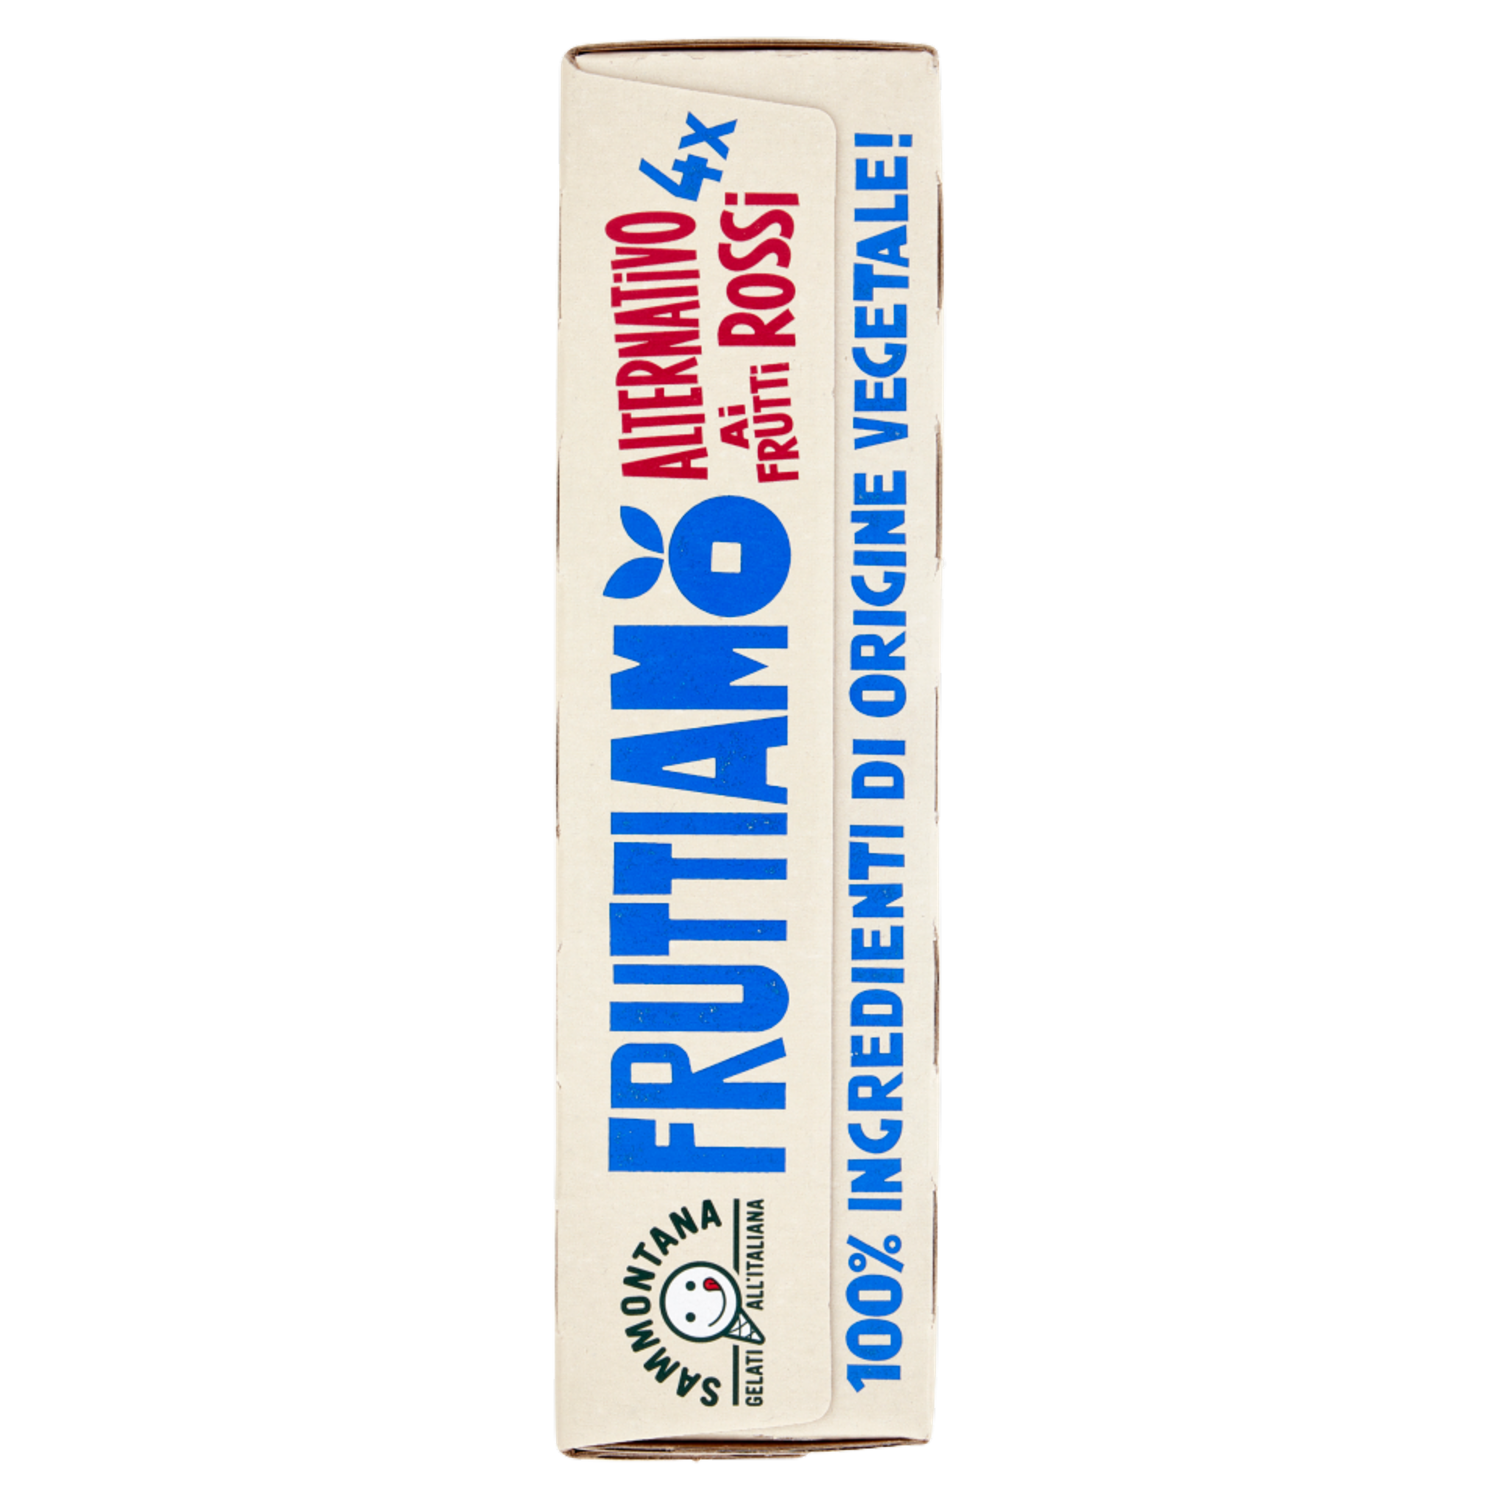 SAMMONTANA
GELATI ALL'ITALIANA
FRUTTIAMO
ALTERNATIVO
Ai
FRUTTi ROSSi
4x
100% INGREDIENTI DI ORIGINE VEGETALE!